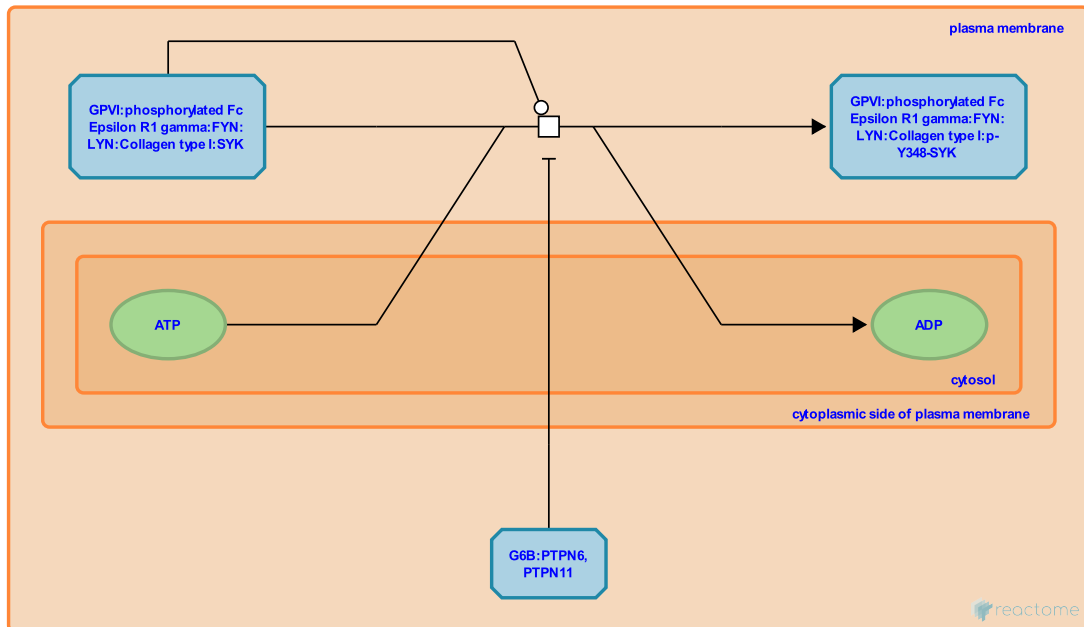 plasma membrane
GPVI:phosphorylated Fc
Epsilon R1 gamma:FYN:
LYN:Collagen type I:SYK
GPVI:phosphorylated Fc
Epsilon R1 gamma:FYN:
LYN:Collagen type I:p-
Y348-SYK
ATP
ADP
cytosol
cytoplasmic side of plasma membrane
G6B:PTPN6,
PTPN11
reactome